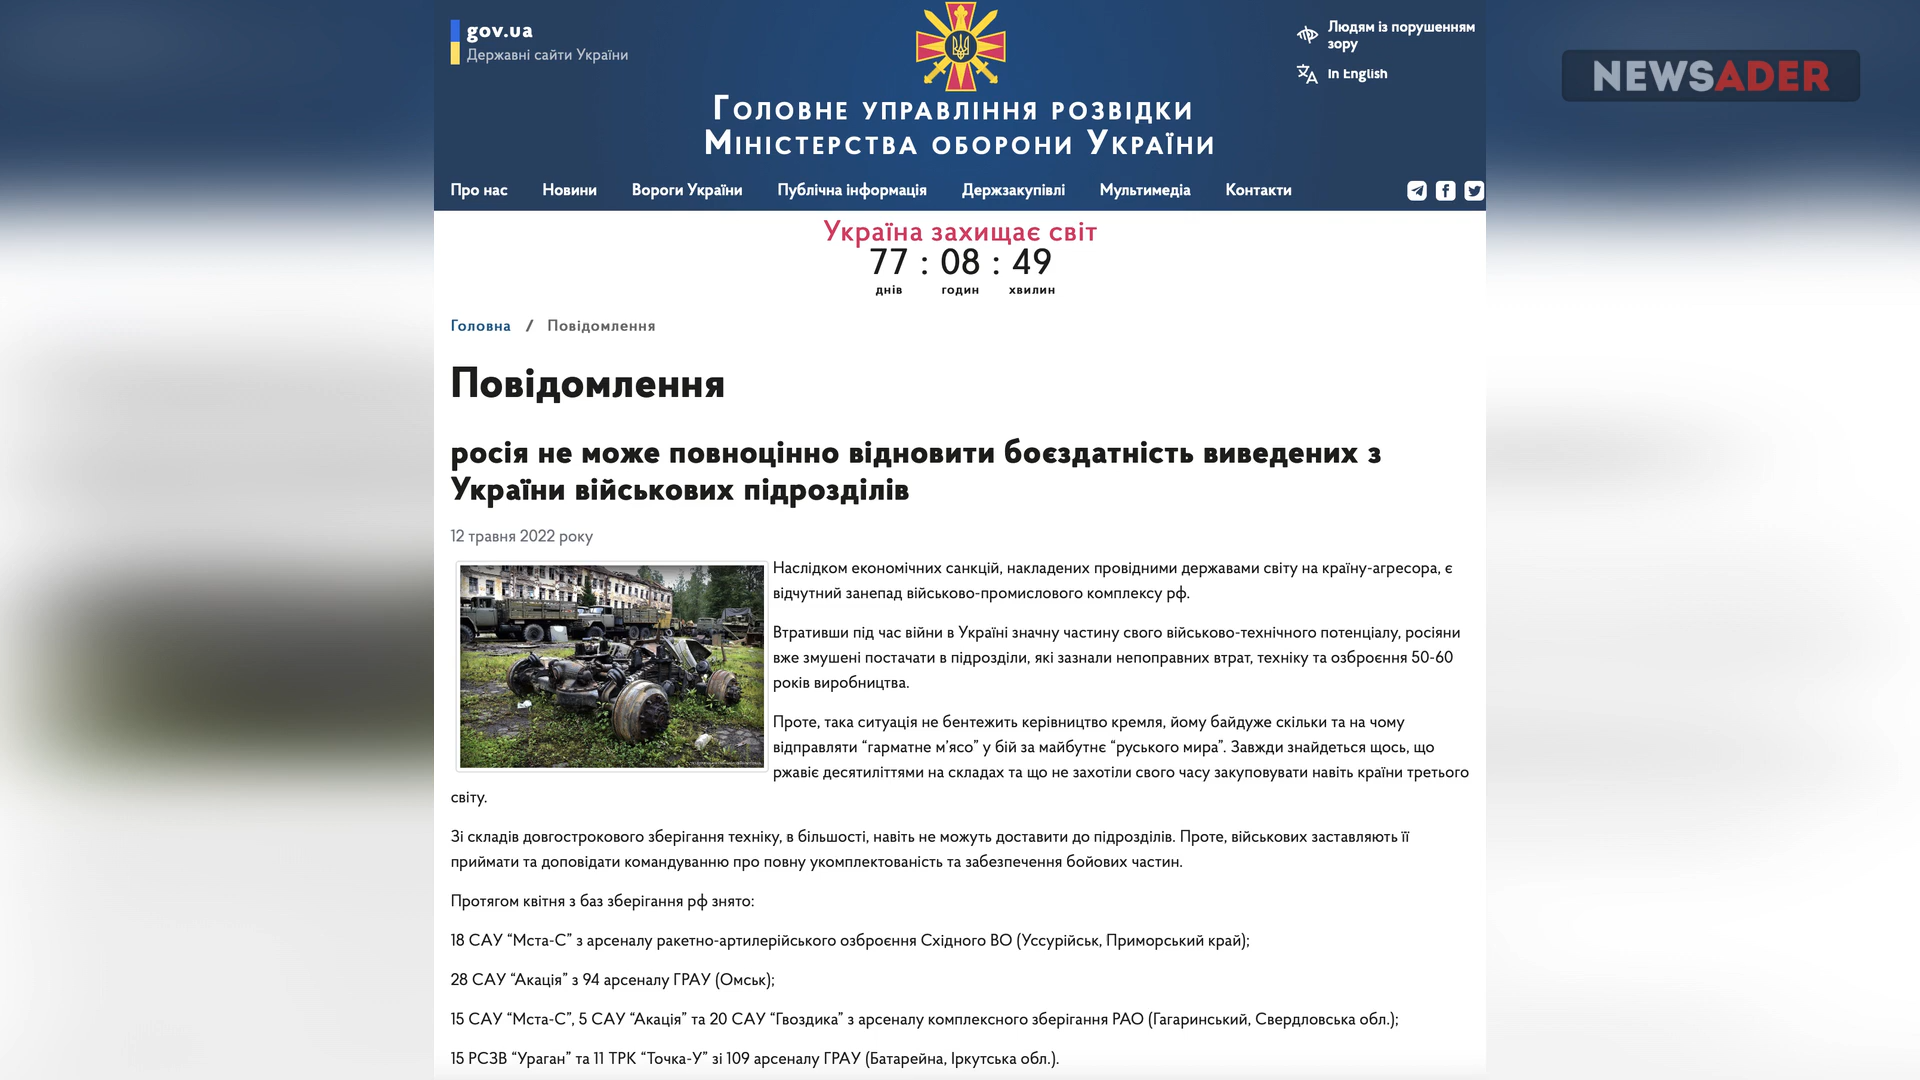 gov.ua
Державні сайти України
Людям із порушенням
зору
In English
NEWSADER
Головне управління розвідки
Міністерства оборони України
Про нас Новини Вороги України Публічна інформація Держзакупівлі Мультимедіа Контакти
Україна захищає світ
77 : 08 : 49
днів годин хвилин
Головна / Повідомлення
Повідомлення
росія не може повноцінно відновити боєздатність виведених з
України військових підрозділів
12 травня 2022 року
Наслідком економічних санкцій, накладених провідними державами світу на країну-агресора, є
відчутний занепад військово-промислового комплексу рф.
Втративши під час війни в Україні значну частину свого військово-технічного потенціалу, росіяни
вже змушені постачати в підрозділи, які зазнали непоправних втрат, техніку та озброєння 50-60
років виробництва.
Проте, така ситуація не бентежить керівництво кремля, йому байдуже скільки та на чому
відправляти “гарматне м’ясо” у бій за майбутнє “руського мира”. Завжди знайдеться щось, що
ржавіє десятиліттями на складах та що не захотіли свого часу закуповувати навіть країни третього
світу.
Зі складів довгострокового зберігання техніку, в більшості, навіть не можуть доставити до підрозділів. Проте, військових заставляють її
приймати та доповідати командуванню про повну укомплектованість та забезпечення бойових частин.
Протягом квітня з баз зберігання рф знято:
18 САУ “Мста-С” з арсеналу ракетно-артилерійського озброєння Східного ВО (Уссурійськ, Приморський край);
28 САУ “Акація” з 94 арсеналу ГРАУ (Омськ);
15 САУ “Мста-С”, 5 САУ “Акація” та 20 САУ “Гвоздика” з арсеналу комплексного зберігання РАО (Гагаринський, Свердловська обл.);
15 РСЗВ “Ураган” та 11 ТРК “Точка-У” зі 109 арсеналу ГРАУ (Батарейна, Іркутська обл.).